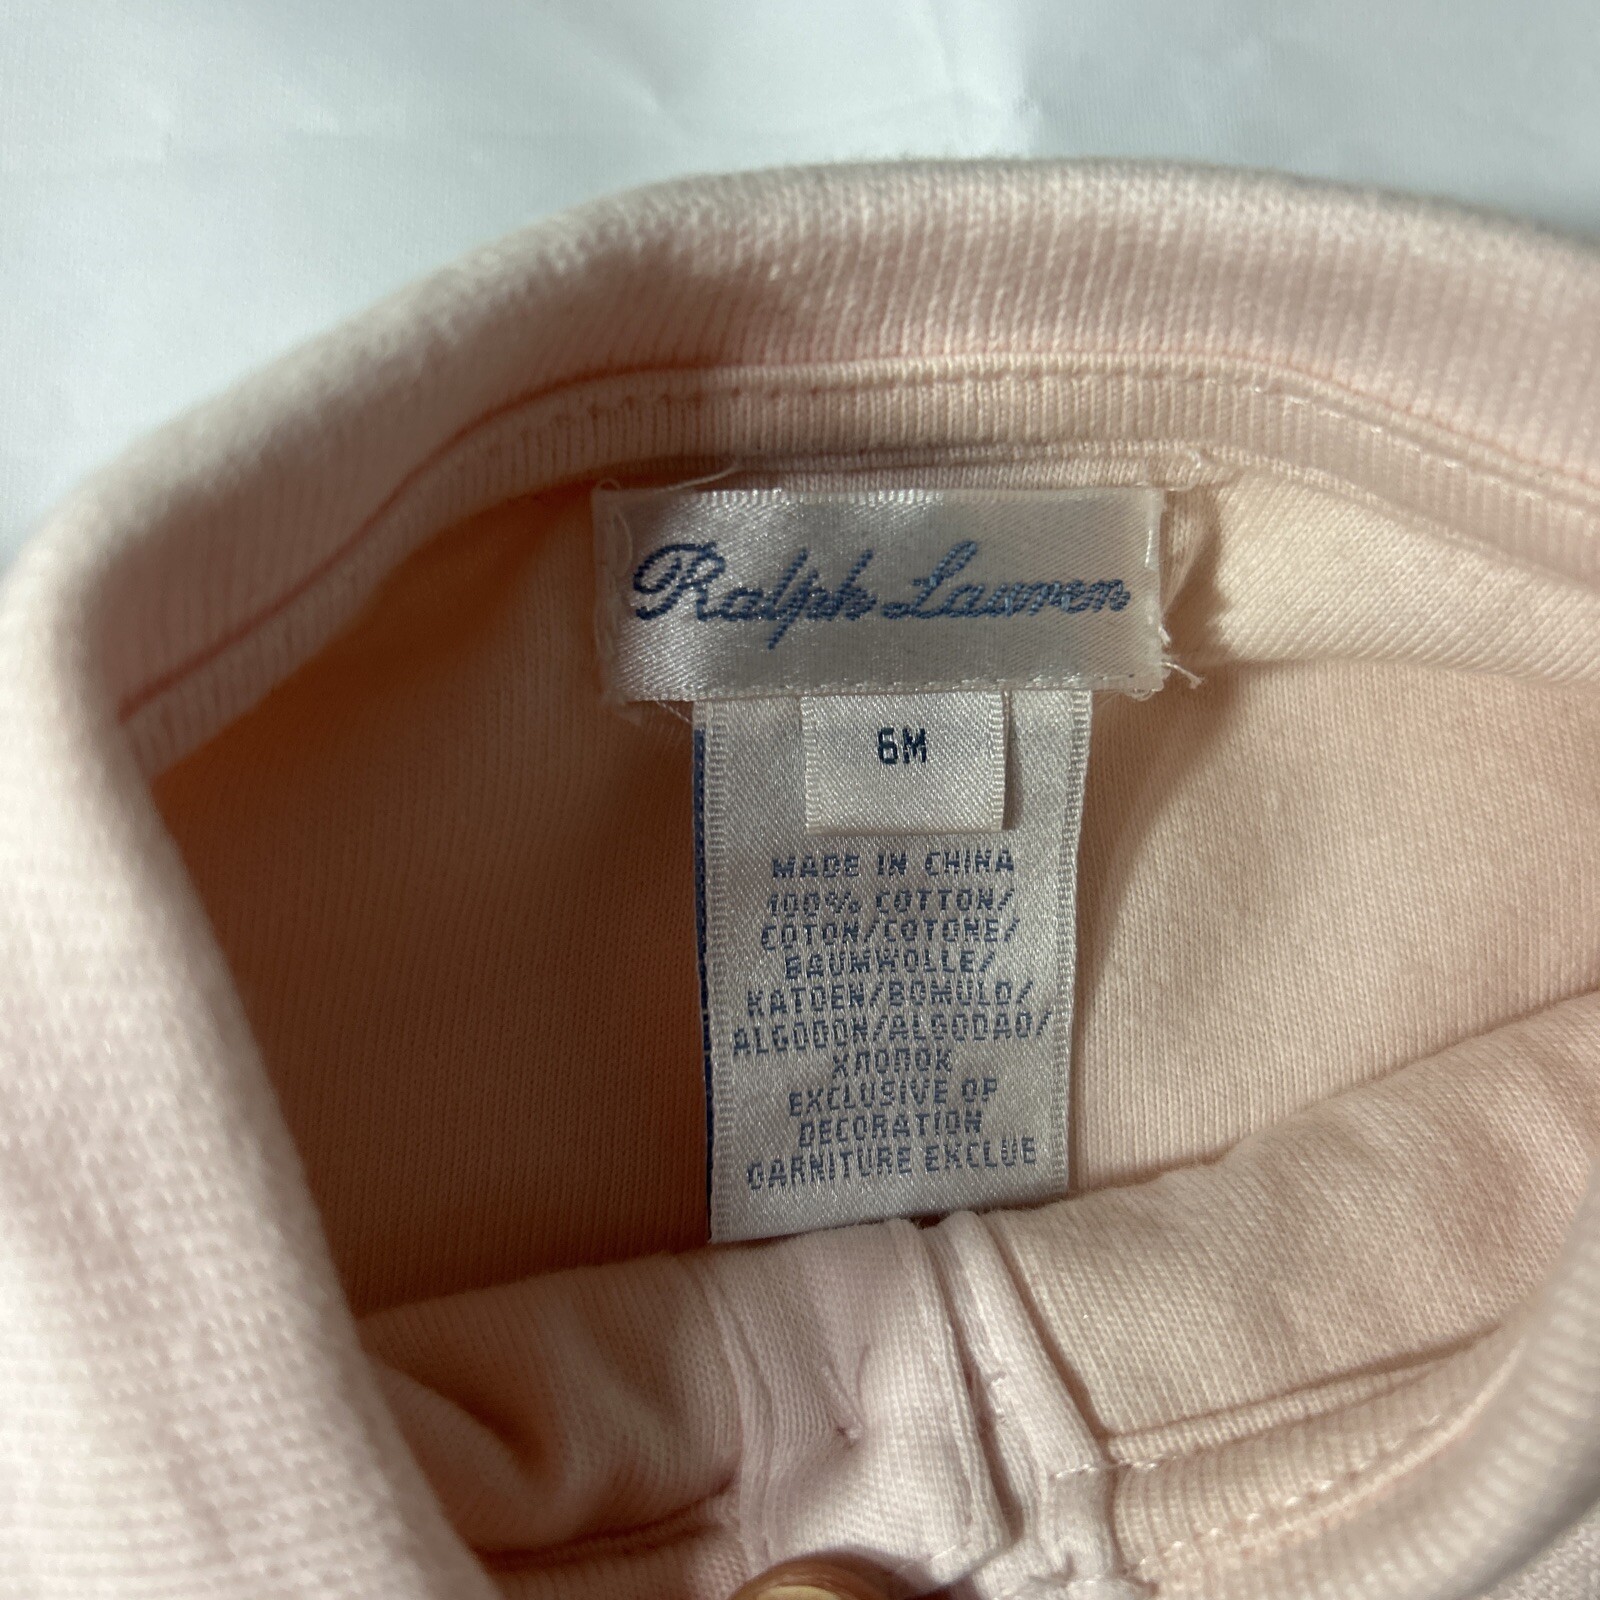 Ralph Lauren
6M
MADE IN CHINA
100% COTTON/
COTON/COTONE/
BAUMWOLLE/
KATOEN/BOMULD/
ALGODON/ALGODAO/
ХЛОПОК
EXCLUSIVE OF
DECORATION
GARNITURE EXCLUE